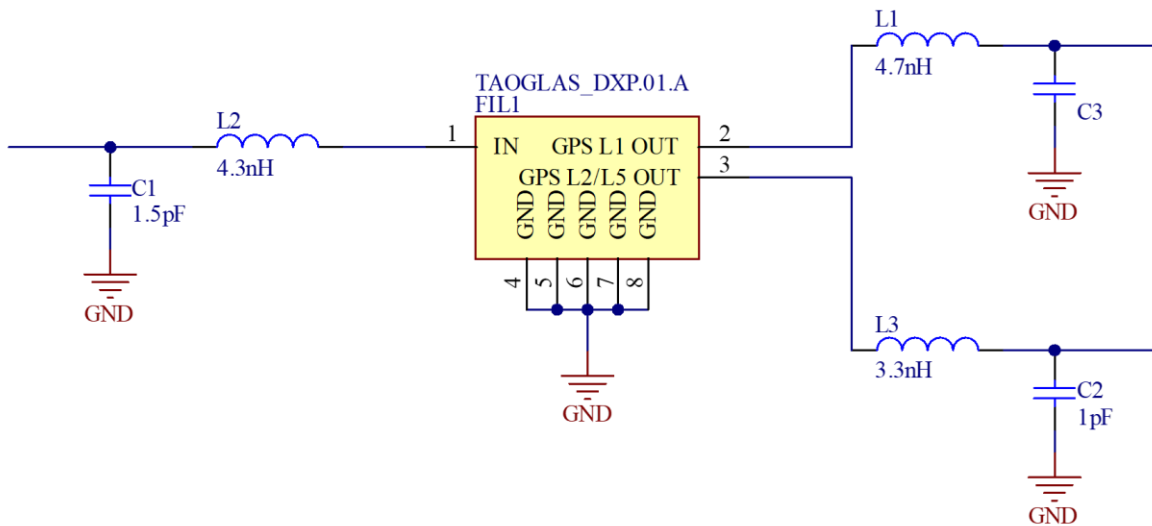 L1
4.7nH
C3
GND
TAOGLAS_DXP.01.A
FIL1
L2
4.3nH
C1
1.5pF
GND
1
IN
GPS L1 OUT
2
GPS L2/L5 OUT
3
GND
GND
GND
GND
GND
4
5
6
7
8
GND
L3
3.3nH
C2
1pF
GND